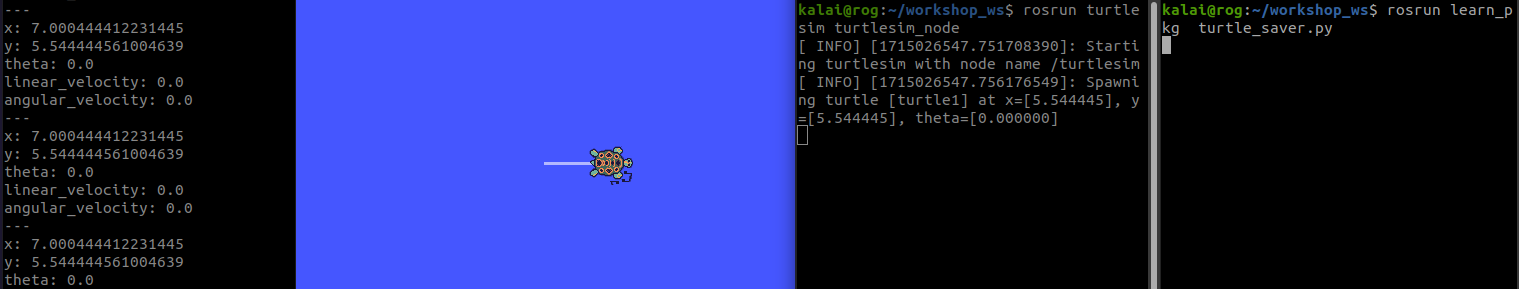 ---
x: 7.000444412231445
y: 5.544444561004639
theta: 0.0
linear_velocity: 0.0
angular_velocity: 0.0
---
x: 7.000444412231445
y: 5.544444561004639
theta: 0.0
linear_velocity: 0.0
angular_velocity: 0.0
---
x: 7.000444412231445
y: 5.544444561004639
theta: 0.0
kalai@rog:~/workshop_ws$ rosrun turtle
sim turtlesim_node
[ INFO] [1715026547.751708390]: Starti
ng turtlesim with node name /turtlesim
[ INFO] [1715026547.756176549]: Spawni
ng turtle [turtle1] at x=[5.544445], y
=[5.544445], theta=[0.000000]
kalai@rog:~/workshop_ws$ rosrun learn_p
kg  turtle_saver.py